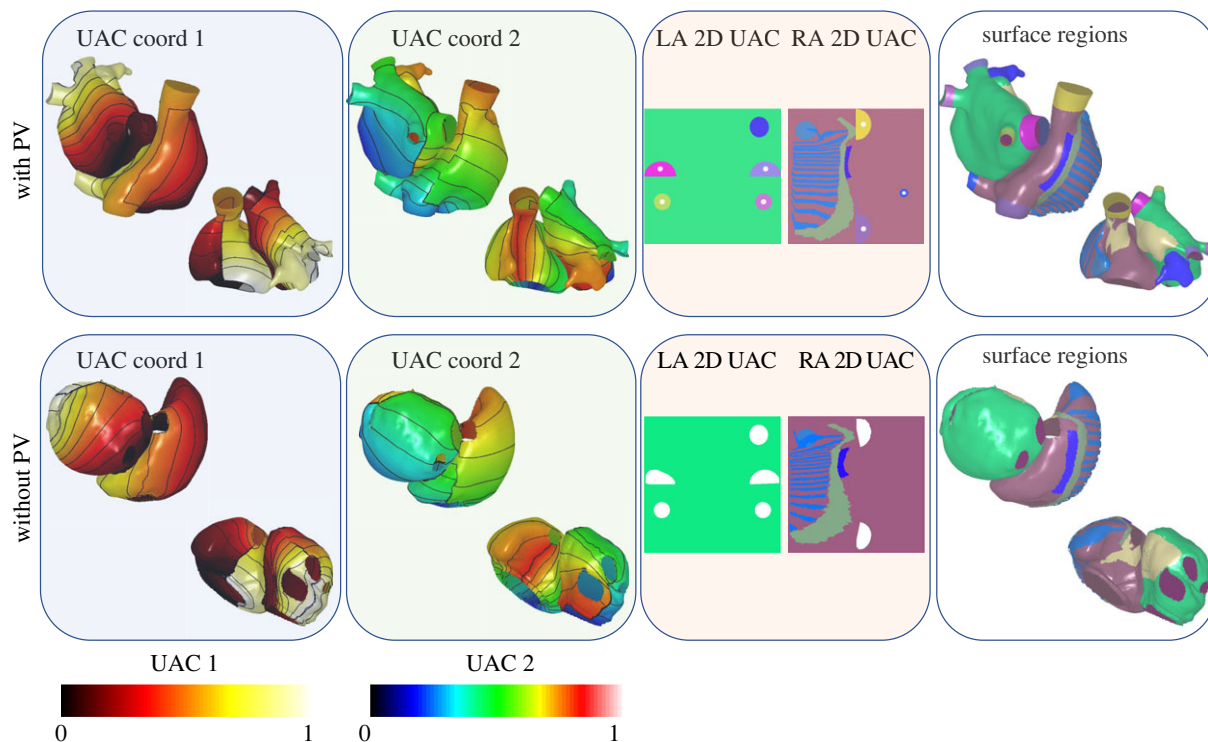 UAC coord 1
UAC coord 2
LA 2D UAC
RA 2D UAC
surface regions
with PV
UAC coord 1
UAC coord 2
LA 2D UAC
RA 2D UAC
surface regions
without PV
UAC 1
UAC 2
0
1
0
1